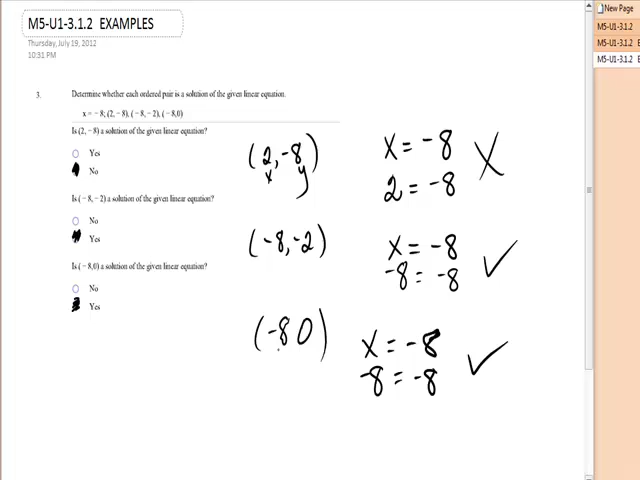 M5-U1-3.1.2 EXAMPLES
Thursday, July 19, 2012
10:31 PM
New Page
M5-U1-3.1.2
M5-U1-3.1.2 E
M5-U1-3.1.2 E
3. Determine whether each ordered pair is a solution of the given linear equation.
x = − 8; (2, − 8), ( − 8, − 2), ( − 8,0)
Is (2, − 8) a solution of the given linear equation?
Yes
No
(2, -8)
x y
x = -8
2 = -8 X
Is ( − 8, − 2) a solution of the given linear equation?
No
Yes
(-8, -2)
x = -8
-8 = -8 ✓
Is ( − 8,0) a solution of the given linear equation?
No
Yes
(-8 0)
x = -8
-8 = -8 ✓